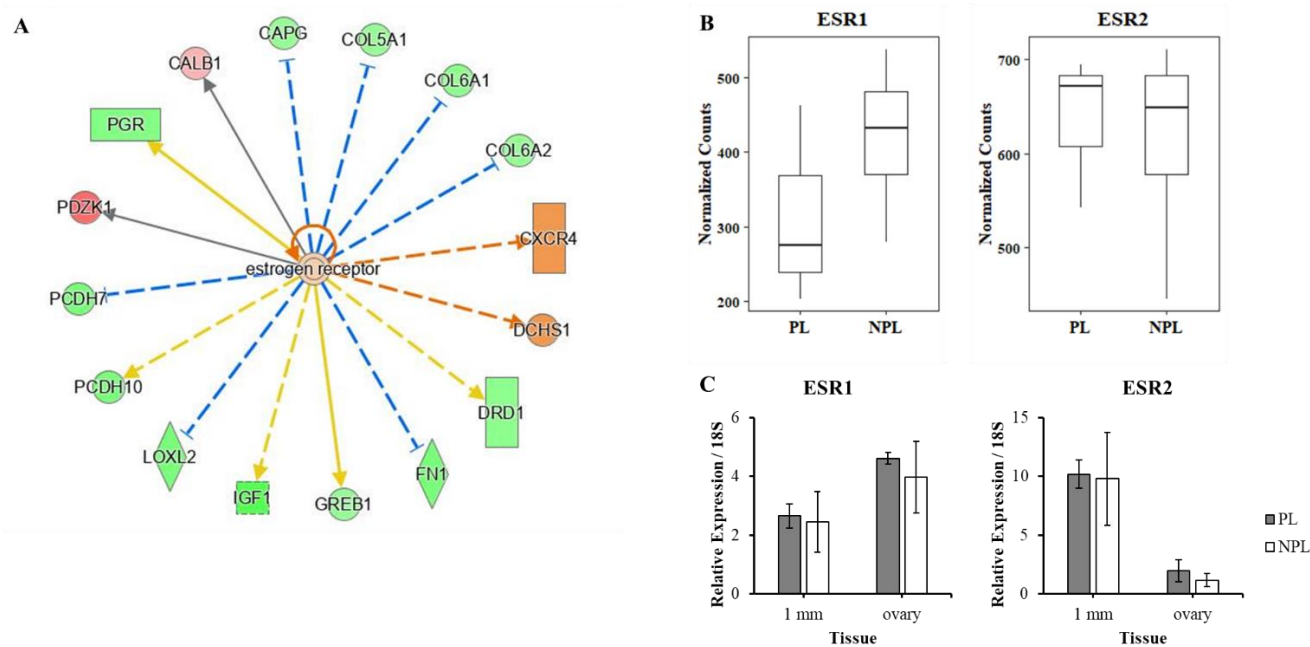 A
CAPG
COL5A1
CALB1
COL6A1
PGR
COL6A2
PDZK1
CXCR4
estrogen receptor
PCDH7
DCHS1
PCDH10
DRD1
LOXL2
FN1
IGF1
GREB1
B
ESR1
Normalized Counts
500
400
300
200
PL NPL
ESR2
Normalized Counts
700
600
500
PL NPL
C
ESR1
Relative Expression / 18S
6
4
2
0
1 mm ovary
Tissue
ESR2
Relative Expression / 18S
15
10
5
0
1 mm ovary
Tissue
PL
NPL